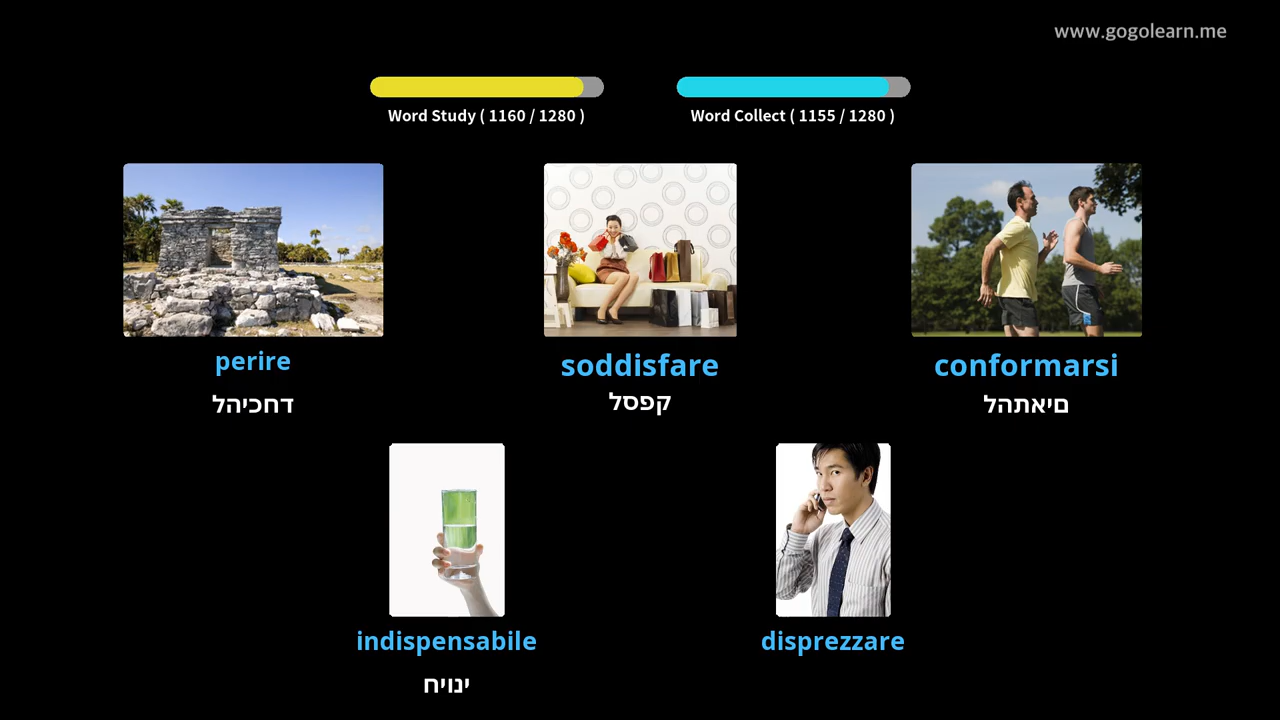 www.gogolearn.me
Word Study ( 1160 / 1280 )
Word Collect ( 1155 / 1280 )
perire
דחכיהל
soddisfare
קפסל
conformarsi
םיאתהל
indispensabile
ינויח
disprezzare